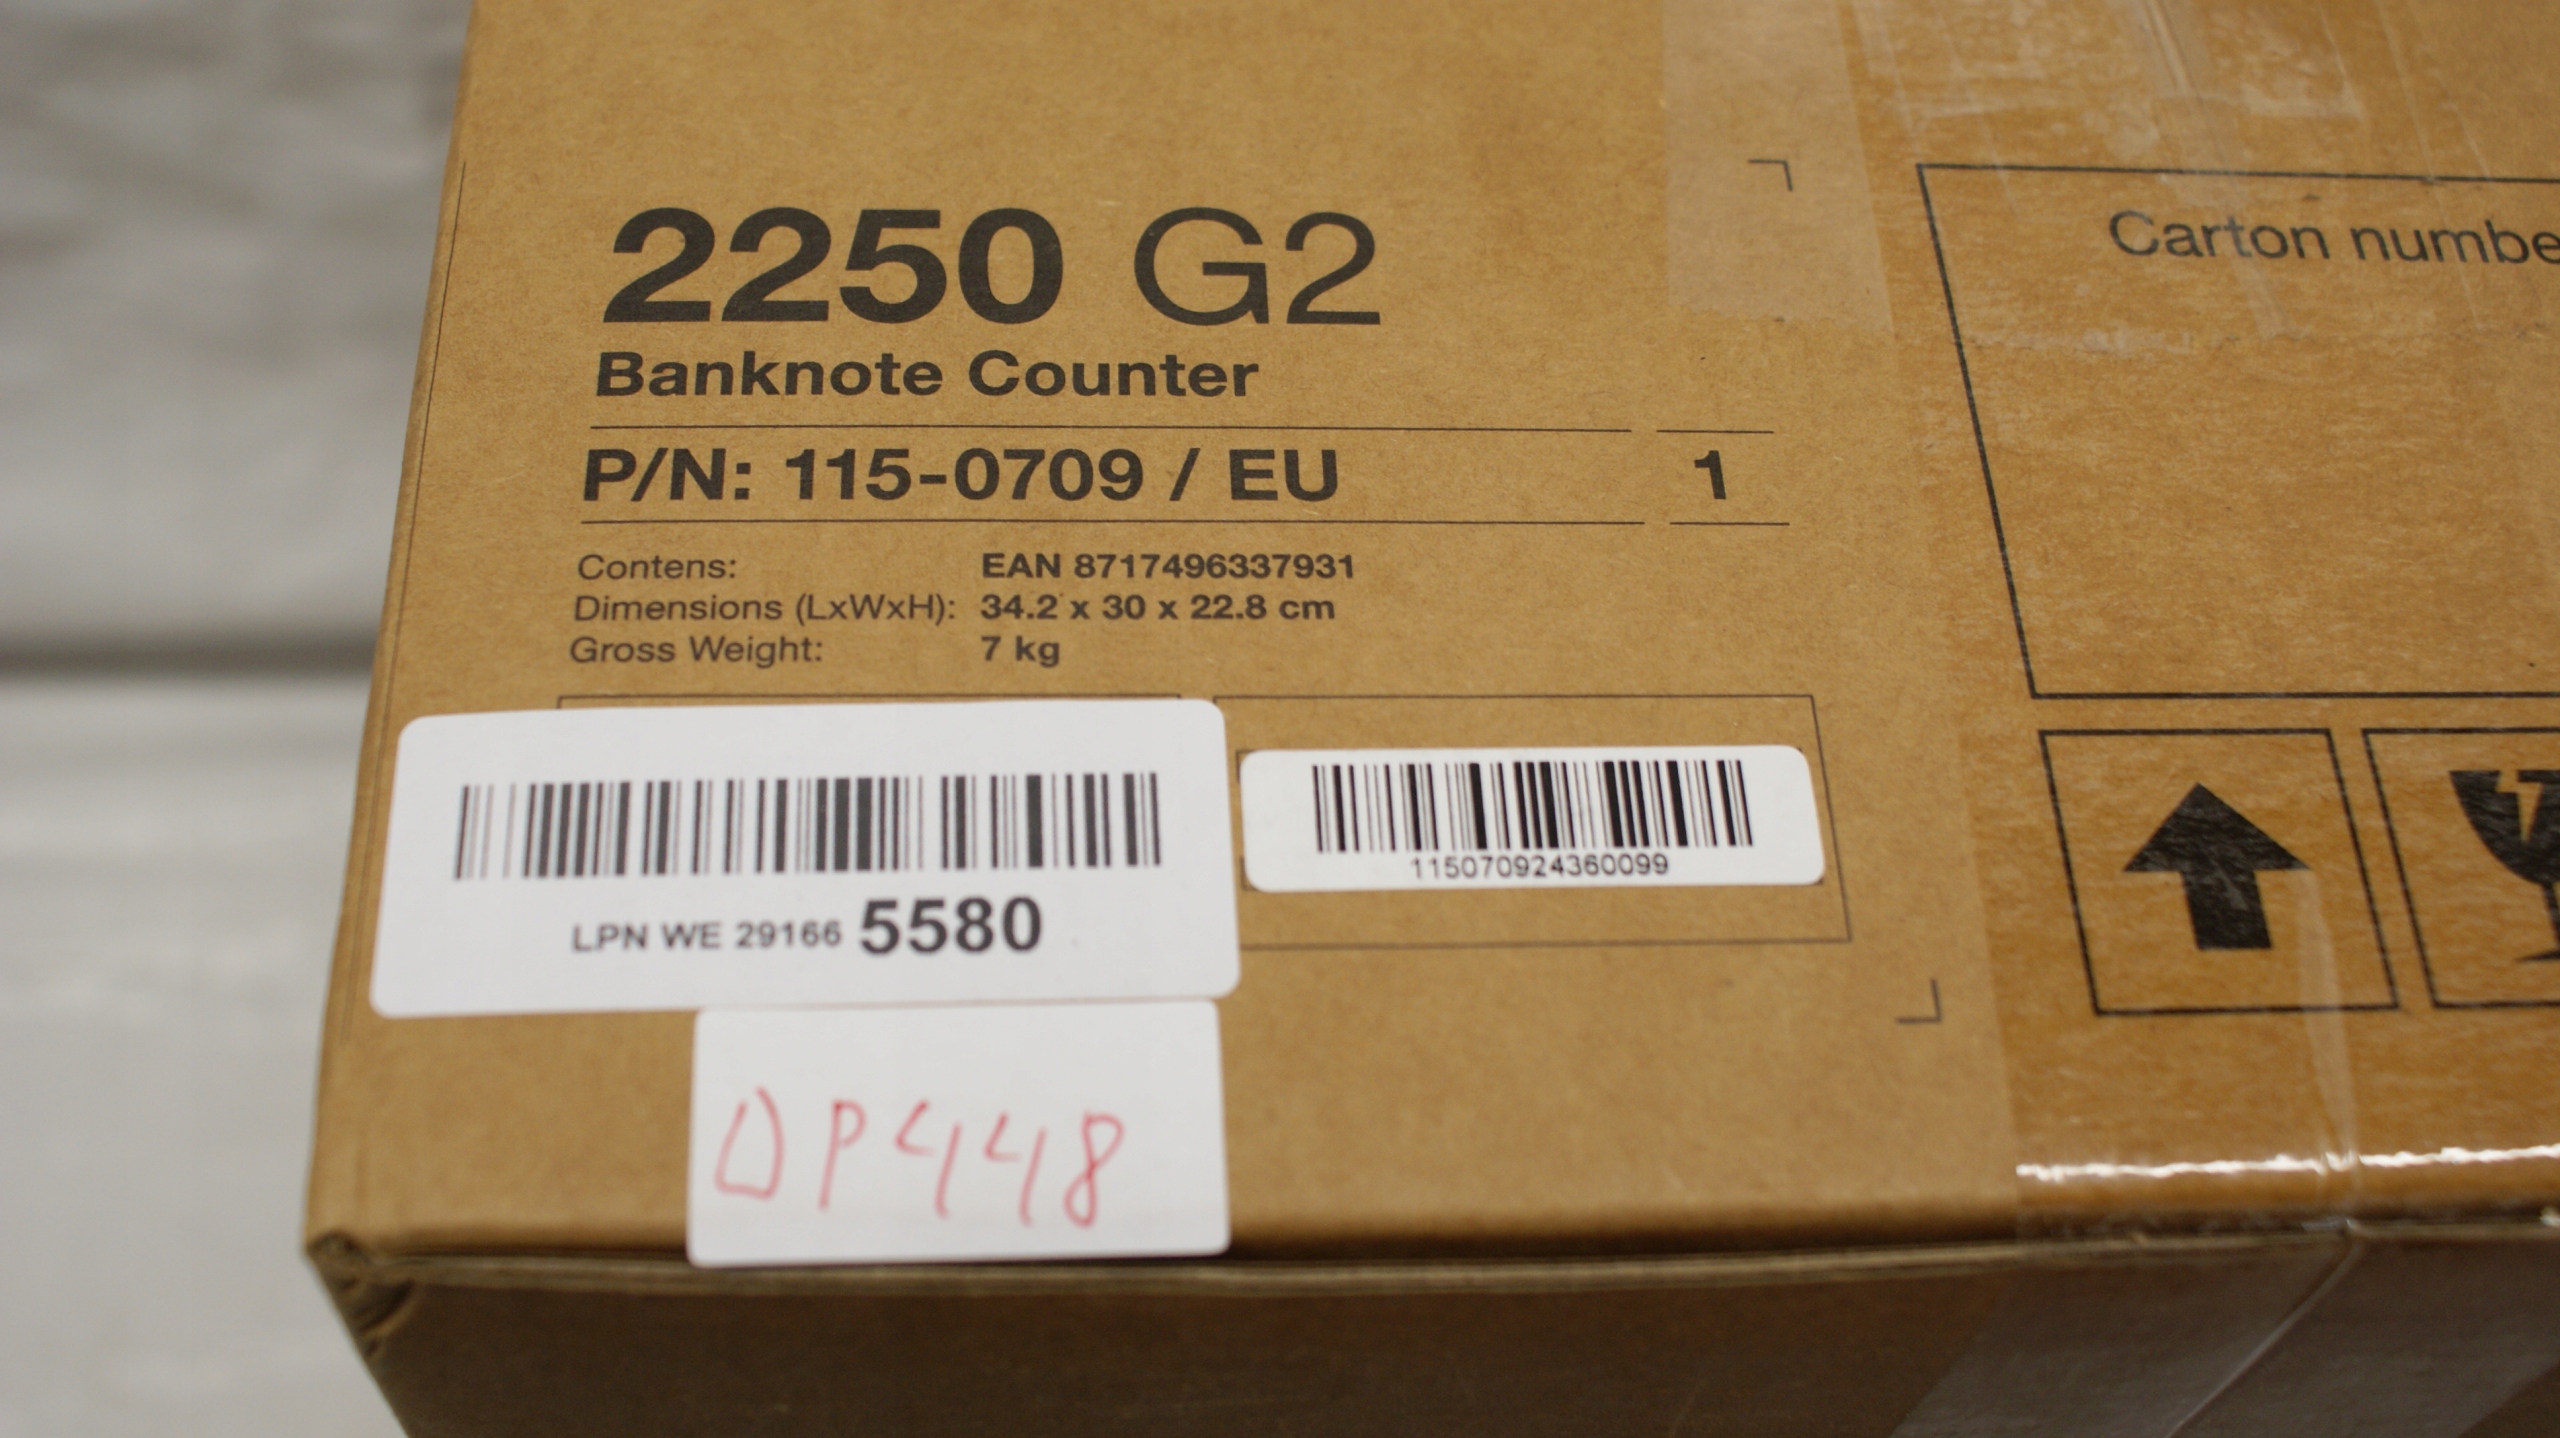 2250 G2
Banknote Counter
P/N: 115-0709 / EU 1
Contens: EAN 8717496337931
Dimensions (LxWxH): 34.2 x 30 x 22.8 cm
Gross Weight: 7 kg
LPN WE 29166 5580
115070924360099
DP448
Carton numbe